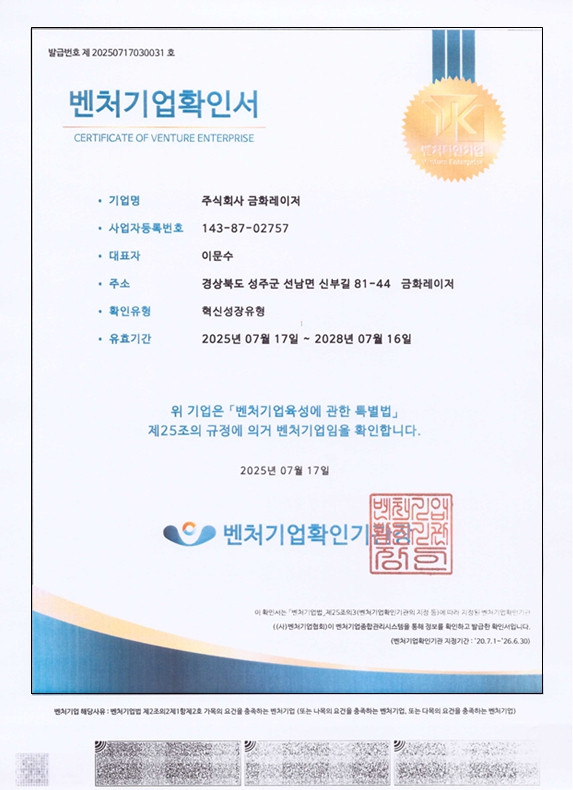 발급번호 제 20250717030031 호
벤처기업확인서
CERTIFICATE OF VENTURE ENTERPRISE
벤처확인기업
Venture Enterprise
• 기업명 주식회사 금화레이저
• 사업자등록번호 143-87-02757
• 대표자 이문수
• 주소 경상북도 성주군 선남면 신부길 81-44 금화레이저
• 확인유형 혁신성장유형
• 유효기간 2025년 07월 17일 ~ 2028년 07월 16일
위 기업은 「벤처기업육성에 관한 특별법」
제25조의 규정에 의거 벤처기업임을 확인합니다.
2025년 07월 17일
벤처기업확인기관장
이 확인서는 「벤처기업법」제25조의3(벤처기업확인기관의 지정 등)에 따라 지정된 벤처기업확인기관
((사)벤처기업협회)이 벤처기업종합관리시스템을 통해 정보를 확인하고 발급한 확인서입니다.
(벤처기업확인기관 지정기간 : '20.7.1~'26.6.30)
벤처기업 해당사유 : 벤처기업법 제2조의2제1항제2호 가목의 요건을 충족하는 벤처기업 (또는 나목의 요건을 충족하는 벤처기업, 또는 다목의 요건을 충족하는 벤처기업)